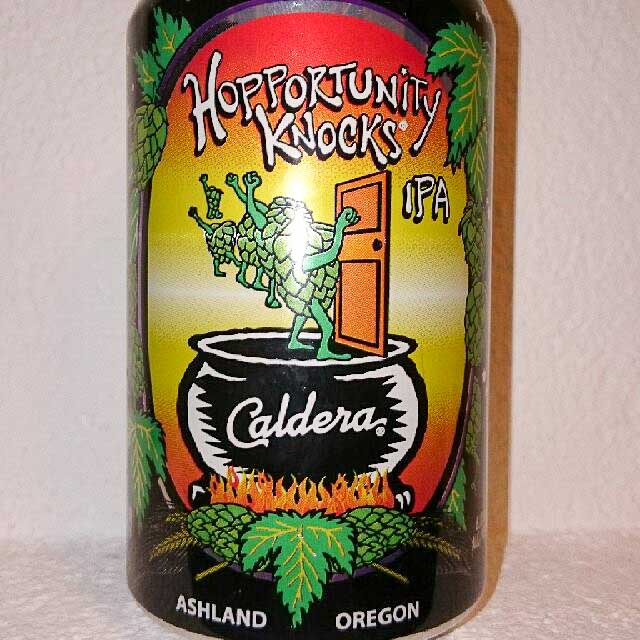 HOPPORTUNITY
KNOCKS®
IPA
Caldera®
ASHLAND OREGON